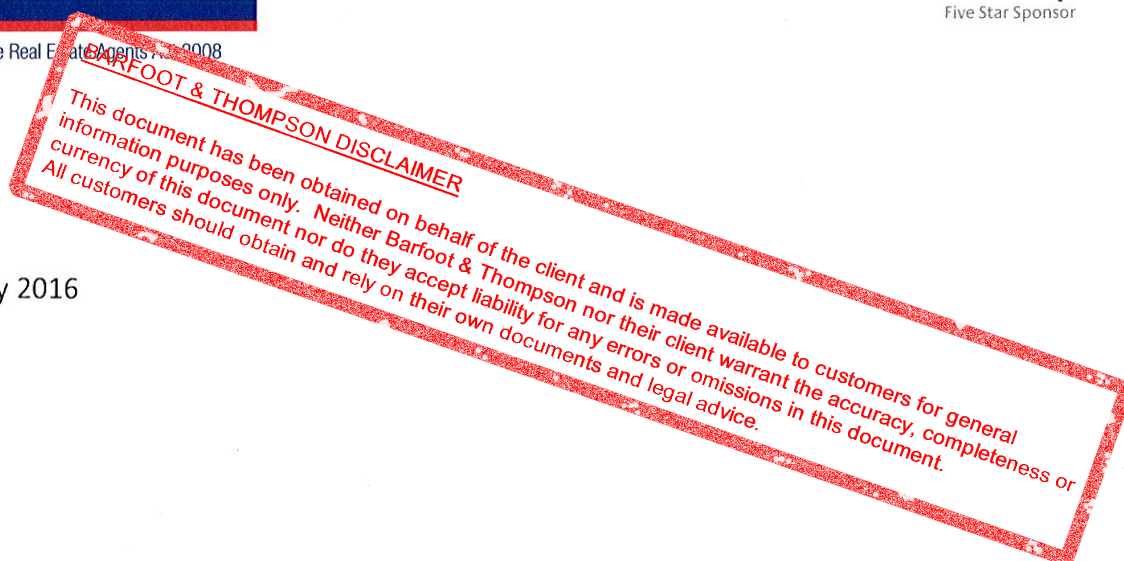 Five Star Sponsor
e Real Estate Agents Act 2008
BARFOOT & THOMPSON DISCLAIMER
This document has been obtained on behalf of the client and is made available to customers for general
information purposes only. Neither Barfoot & Thompson nor their client warrant the accuracy, completeness or
currency of this document nor do they accept liability for any errors or omissions in this document.
All customers should obtain and rely on their own documents and legal advice.
y 2016